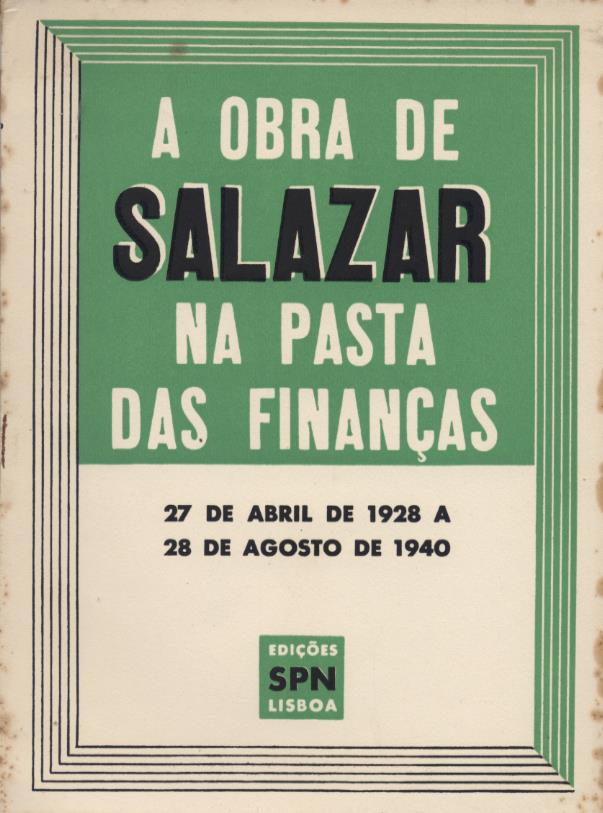 A OBRA DE
SALAZAR
NA PASTA
DAS FINANÇAS
27 DE ABRIL DE 1928 A
28 DE AGOSTO DE 1940
EDIÇÕES
SPN
LISBOA